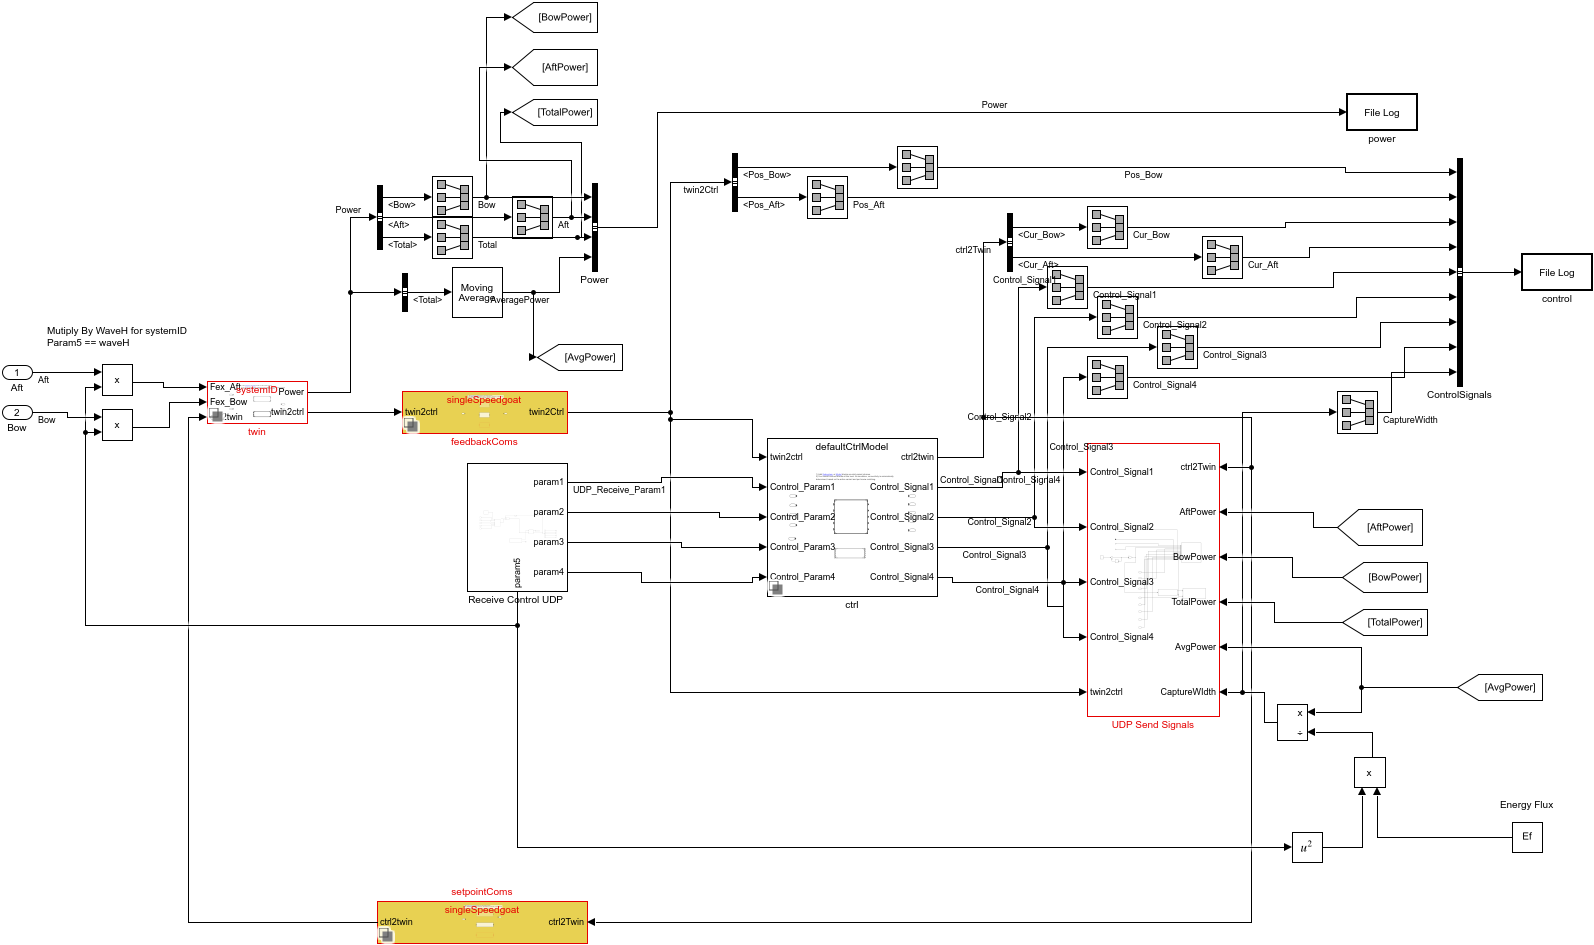 [BowPower]
[AftPower]
[TotalPower]
Power
File Log
power
<Pos_Bow>
Pos_Bow
twin2Ctrl
<Pos_Aft>
Pos_Aft
Power
<Bow>
Bow
<Aft>
Aft
<Total>
Total
Power
<Cur_Bow>
Cur_Bow
ctrl2Twin
<Cur_Aft>
Cur_Aft
File Log
control
Control_Signal1
Control_Signal1
<Total>
Moving
Average
AveragePower
Control_Signal2
Control_Signal3
Control_Signal4
ControlSignals
[AvgPower]
Mutiply By WaveH for systemID
Param5 == waveH
1
Aft
Aft
x
2
Bow
Bow
x
systemID
Fex_Aft
Fex_Bow
twin
Power
twin2ctrl
twin
singleSpeedgoat
twin2ctrl
twin2Ctrl
feedbackComs
Control_Signal2
CaptureWidth
defaultCtrlModel
twin2ctrl
Control_Param1
Control_Param2
Control_Param3
Control_Param4
ctrl2twin
Control_Signal1
Control_Signal2
Control_Signal3
Control_Signal4
ctrl
param1
param2
param3
param4
param5
Receive Control UDP
UDP_Receive_Param1
Control_Signal1
Control_Signal4
Control_Signal3
Control_Signal2
Control_Signal3
Control_Signal4
Control_Signal1
Control_Signal2
Control_Signal3
Control_Signal4
twin2ctrl
ctrl2Twin
AftPower
BowPower
TotalPower
AvgPower
CaptureWIdth
UDP Send Signals
[AftPower]
[BowPower]
[TotalPower]
[AvgPower]
x
÷
x
Energy Flux
Ef
u²
setpointComs
singleSpeedgoat
ctrl2twin
ctrl2Twin